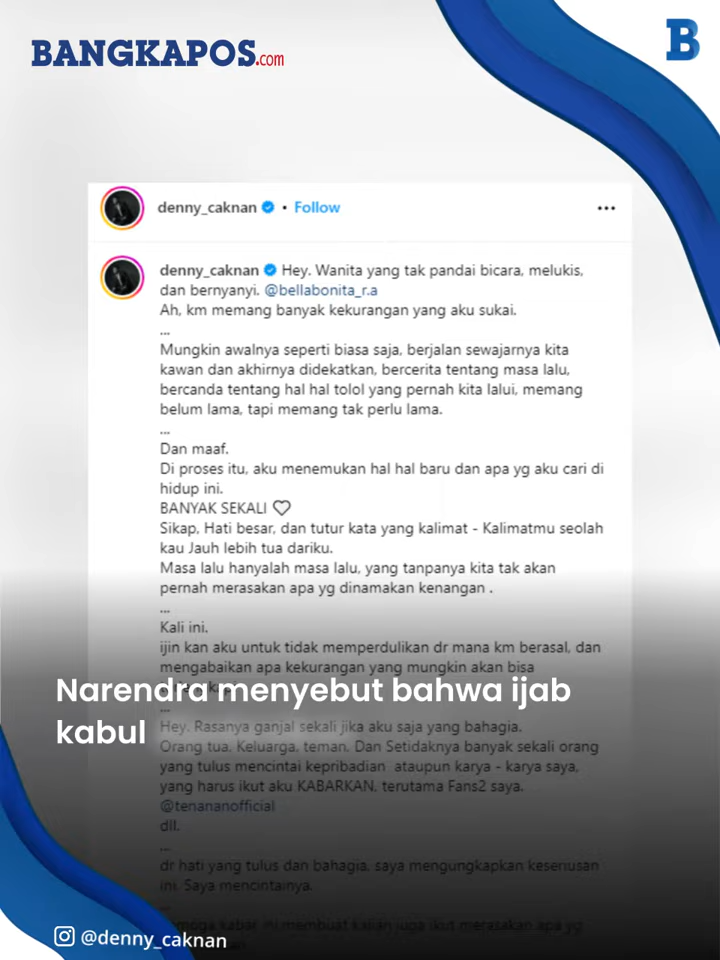 BANGKAPOS.com
B
denny_caknan • Follow
denny_caknan Hey. Wanita yang tak pandai bicara, melukis,
dan bernyanyi. @bellabonita_r.a
Ah, km memang banyak kekurangan yang aku sukai.
...
Mungkin awalnya seperti biasa saja, berjalan sewajarnya kita
kawan dan akhirnya didekatkan, bercerita tentang masa lalu,
bercanda tentang hal hal tolol yang pernah kita lalui, memang
belum lama, tapi memang tak perlu lama.
...
Dan maaf.
Di proses itu, aku menemukan hal hal baru dan apa yg aku cari di
hidup ini.
BANYAK SEKALI ♡
Sikap, Hati besar, dan tutur kata yang kalimat - Kalimatmu seolah
kau Jauh lebih tua dariku.
Masa lalu hanyalah masa lalu, yang tanpanya kita tak akan
pernah merasakan apa yg dinamakan kenangan .
...
Kali ini.
ijin kan aku untuk tidak memperdulikan dr mana km berasal, dan
mengabaikan apa kekurangan yang mungkin akan bisa
Narendra menyebut bahwa ijab
kabul
...
Hey. Rasanya ganjal sekali jika aku saja yang bahagia.
Orang tua, Keluarga, teman, Dan Setidaknya banyak sekali orang
yang tulus mencintai kepribadian ataupun karya - karya saya,
yang harus ikut aku KABARKAN, terutama Fans2 saya.
@tenananofficial
dll.
...
dr hati yang tulus dan bahagia, saya mengungkapkan keseriusan
ini. Saya mencintainya.
...
kabar ini membuat kalian juga ikut merasakan apa yg
@denny_caknan